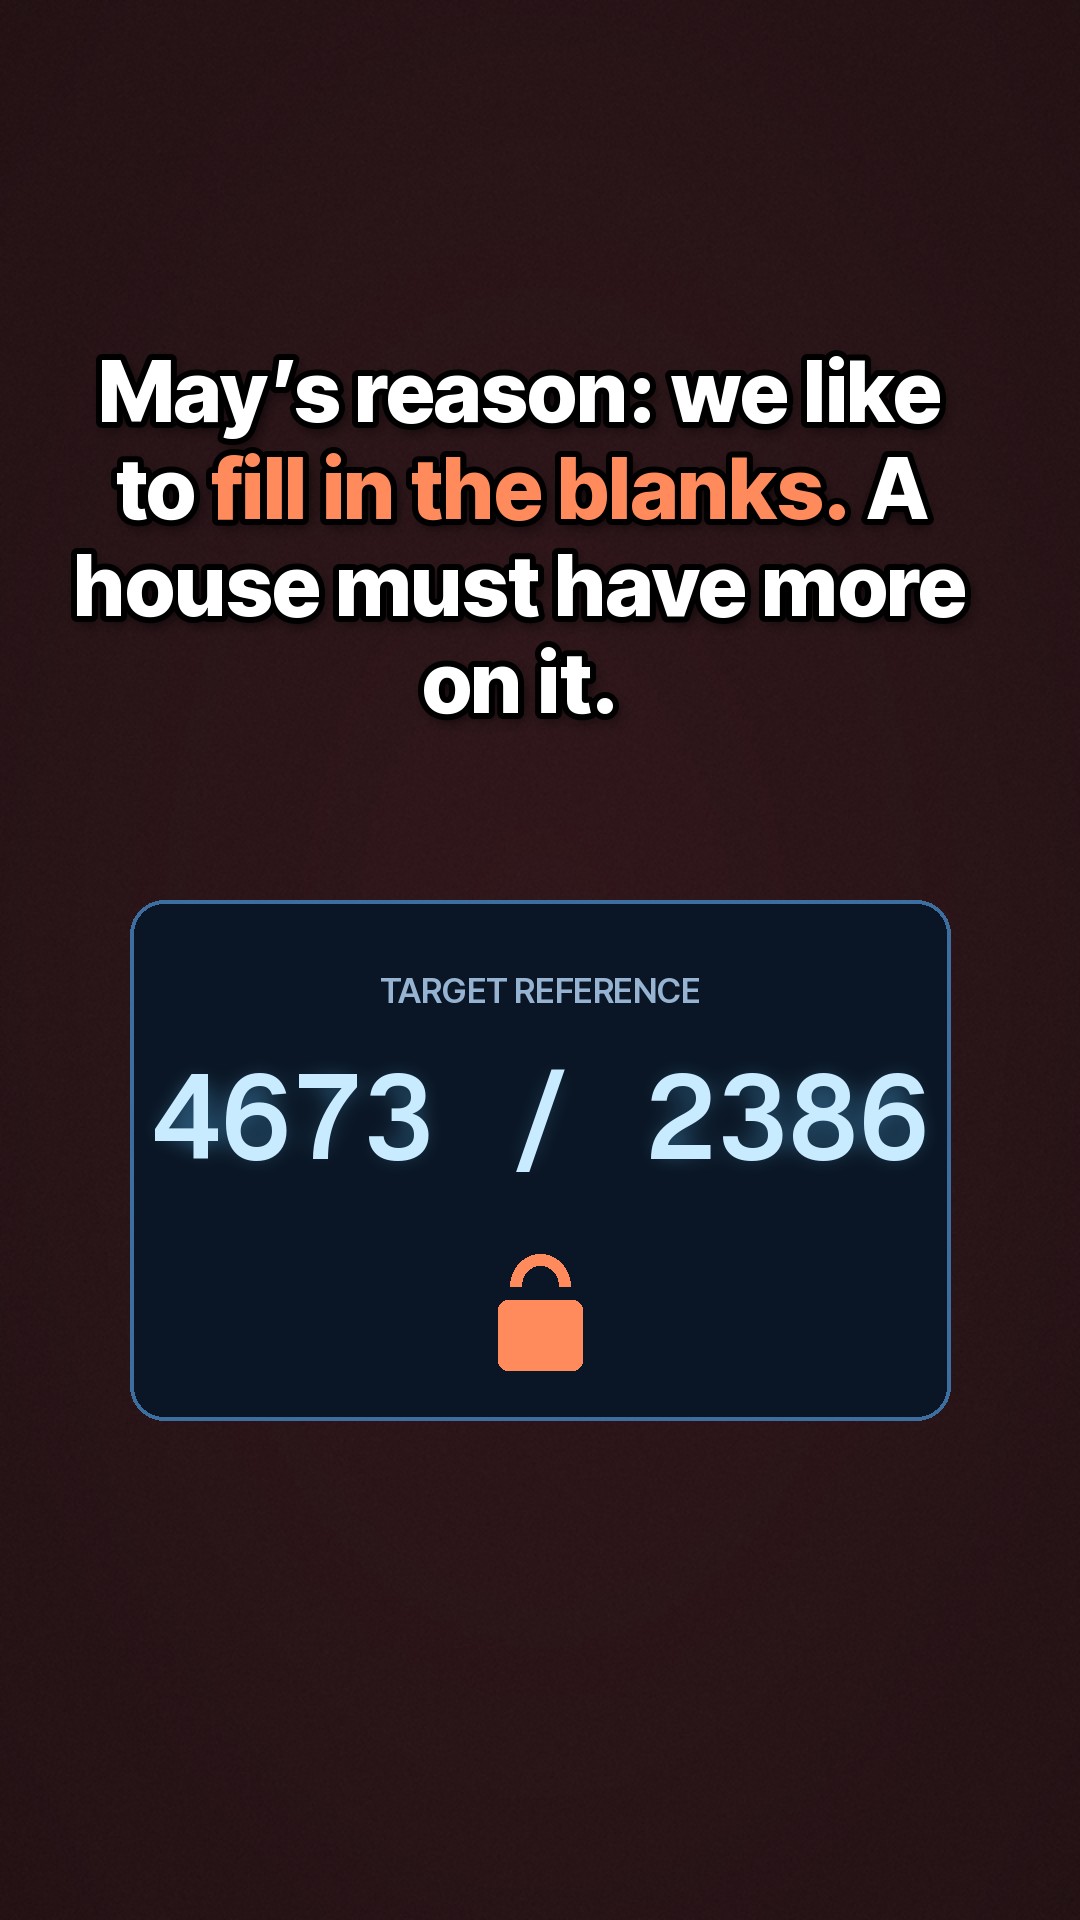 May’s reason: we like
to fill in the blanks. A
house must have more
on it.
TARGET REFERENCE
4673 / 2386